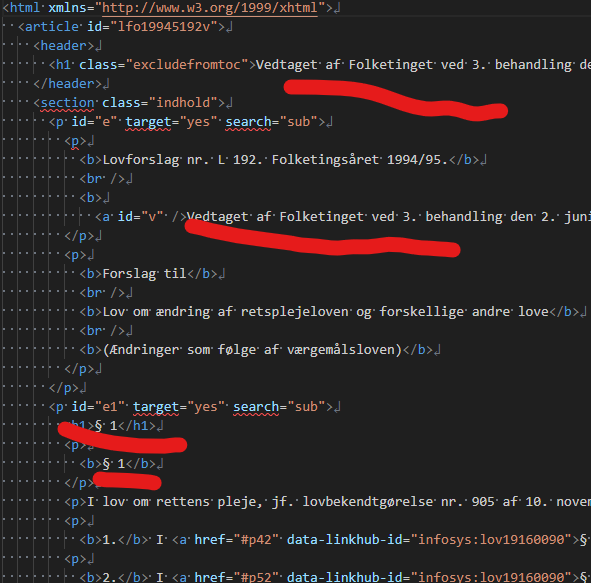 <html xmlns="http://www.w3.org/1999/xhtml">
<article id="lfo19945192v">
<header>
<h1 class="excludefromtoc">Vedtaget af Folketinget ved 3. behandling de
</header>
<section class="indhold">
<p id="e" target="yes" search="sub">
<p>
<b>Lovforslag nr. L 192. Folketingsåret 1994/95.</b>
<br />
<b>
<a id="v" />Vedtaget af Folketinget ved 3. behandling den 2. juni
</p>
<p>
<b>Forslag til</b>
<br />
<b>Lov om ændring af retsplejeloven og forskellige andre love</b>
<br />
<b>(Ændringer som følge af værgemålsloven)</b>
</p>
</p>
<p id="e1" target="yes" search="sub">
<h1>§ 1</h1>
<p>
<b>§ 1</b>
</p>
<p>I lov om rettens pleje, jf. lovbekendtgørelse nr. 905 af 10. novem
<p>
<b>1.</b> I <a href="#p42" data-linkhub-id="infosys:lov19160090">§
<p>
<b>2.</b> I <a href="#p52" data-linkhub-id="infosys:lov19160090">§